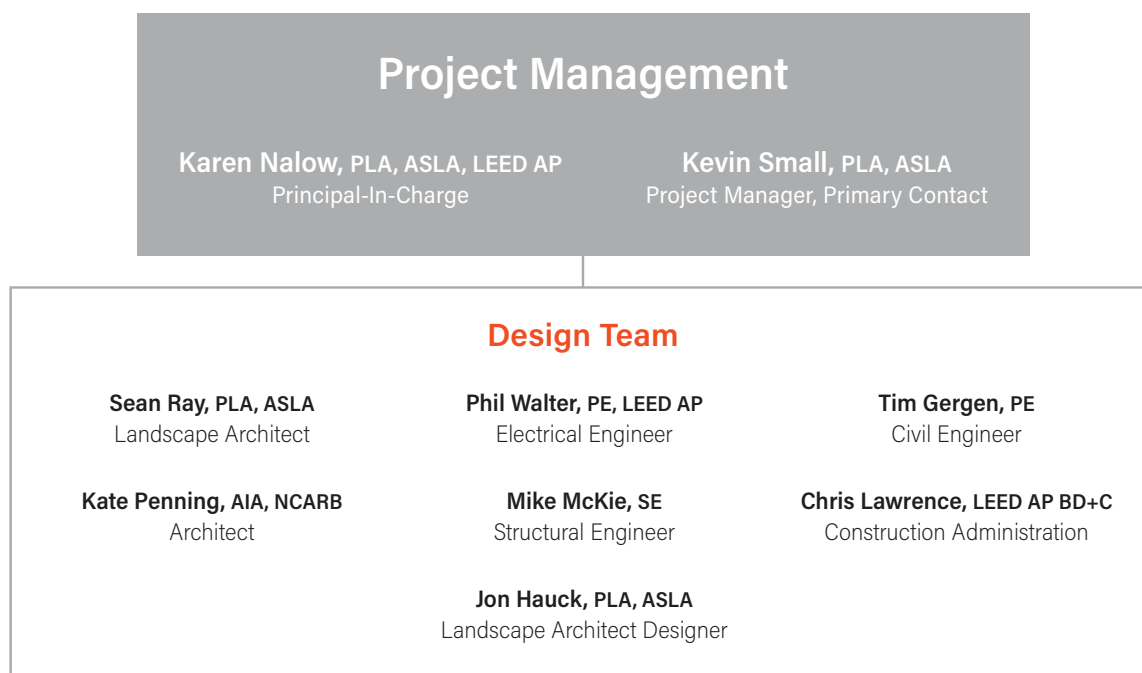 Project Management
Karen Nalow, PLA, ASLA, LEED AP
Principal-In-Charge
Kevin Small, PLA, ASLA
Project Manager, Primary Contact
Design Team
Sean Ray, PLA, ASLA
Landscape Architect
Phil Walter, PE, LEED AP
Electrical Engineer
Tim Gergen, PE
Civil Engineer
Kate Penning, AIA, NCARB
Architect
Mike McKie, SE
Structural Engineer
Chris Lawrence, LEED AP BD+C
Construction Administration
Jon Hauck, PLA, ASLA
Landscape Architect Designer